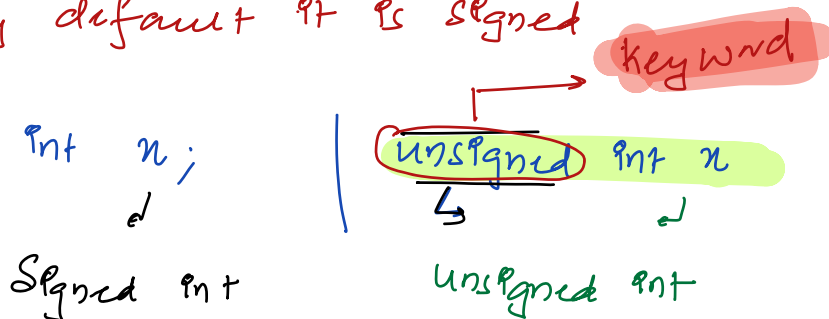 y default it is signed
keyword
int x; unsigned int x
Signed int unsigned int